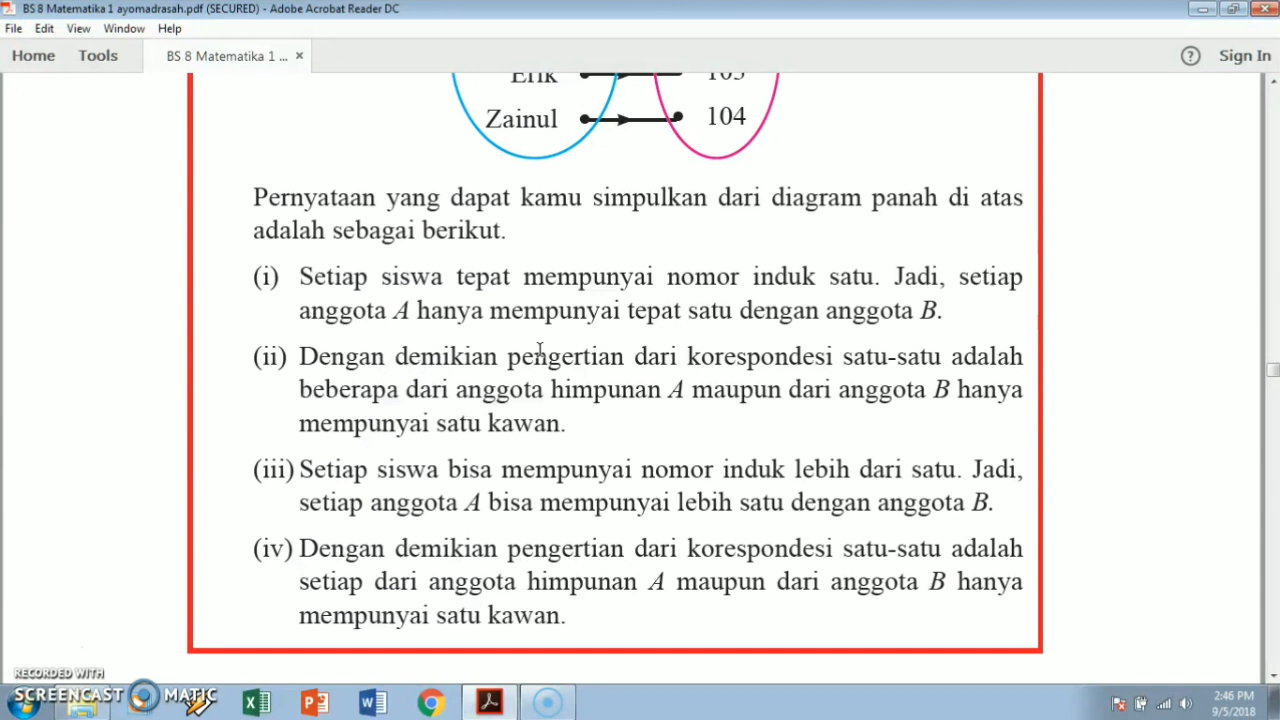 BS 8 Matematika 1 ayomadrasah.pdf (SECURED) - Adobe Acrobat Reader DC
File Edit View Window Help
Home Tools BS 8 Matematika 1 ... × ? Sign In
Erik
Zainul 104
Pernyataan yang dapat kamu simpulkan dari diagram panah di atas
adalah sebagai berikut.
(i) Setiap siswa tepat mempunyai nomor induk satu. Jadi, setiap
anggota A hanya mempunyai tepat satu dengan anggota B.
(ii) Dengan demikian pengertian dari korespondesi satu-satu adalah
beberapa dari anggota himpunan A maupun dari anggota B hanya
mempunyai satu kawan.
(iii) Setiap siswa bisa mempunyai nomor induk lebih dari satu. Jadi,
setiap anggota A bisa mempunyai lebih satu dengan anggota B.
(iv) Dengan demikian pengertian dari korespondesi satu-satu adalah
setiap dari anggota himpunan A maupun dari anggota B hanya
mempunyai satu kawan.
RECORDED WITH
SCREENCAST MATIC
2:46 PM
9/5/2018